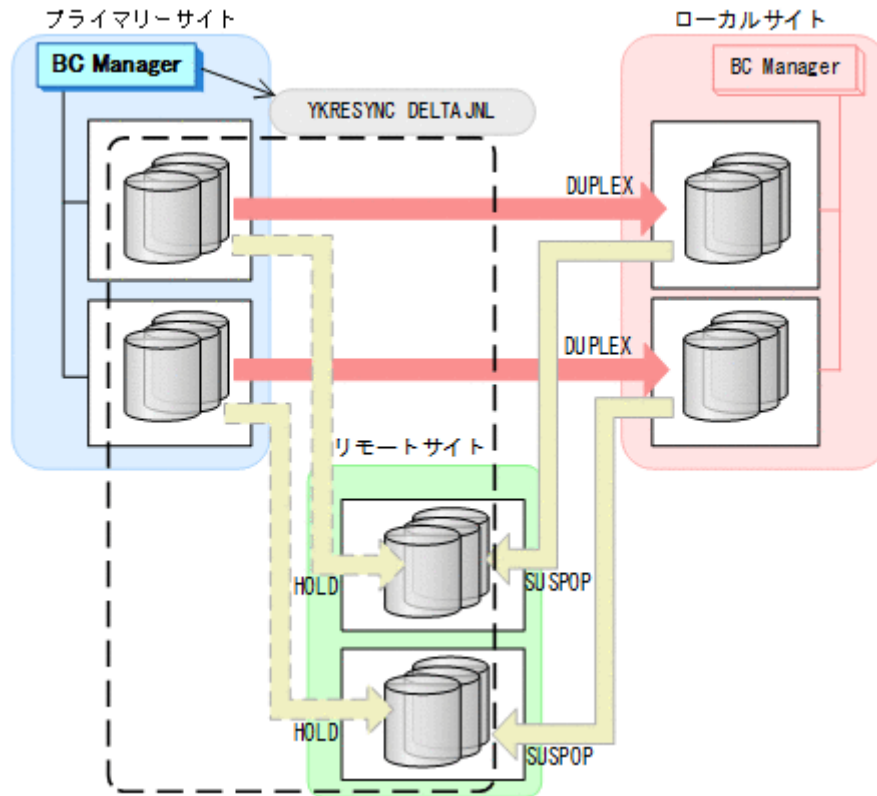 プライマリーサイト
ローカルサイト
BC Manager
BC Manager
YKRESYNC DELTAJNL
DUPLEX
DUPLEX
リモートサイト
HOLD
SUSPOP
HOLD
SUSPOP